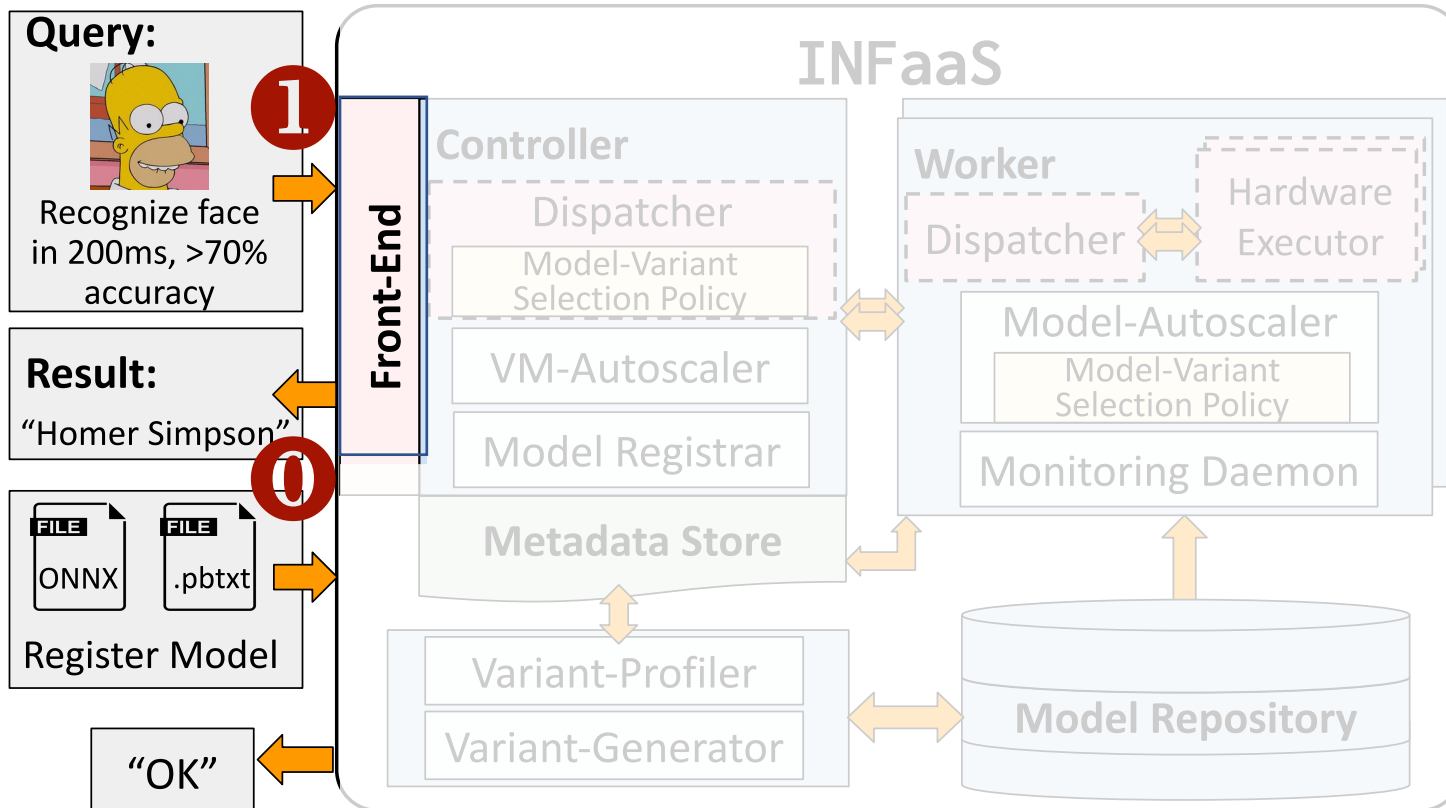 Query:
1
Recognize face
in 200ms, >70%
accuracy
Result:
“Homer Simpson”
0
FILE
ONNX
FILE
.pbtxt
Register Model
“OK”
INFaaS
Front-End
Controller
Dispatcher
Model-Variant
Selection Policy
VM-Autoscaler
Model Registrar
Metadata Store
Variant-Profiler
Variant-Generator
Worker
Dispatcher
Hardware
Executor
Model-Autoscaler
Model-Variant
Selection Policy
Monitoring Daemon
Model Repository